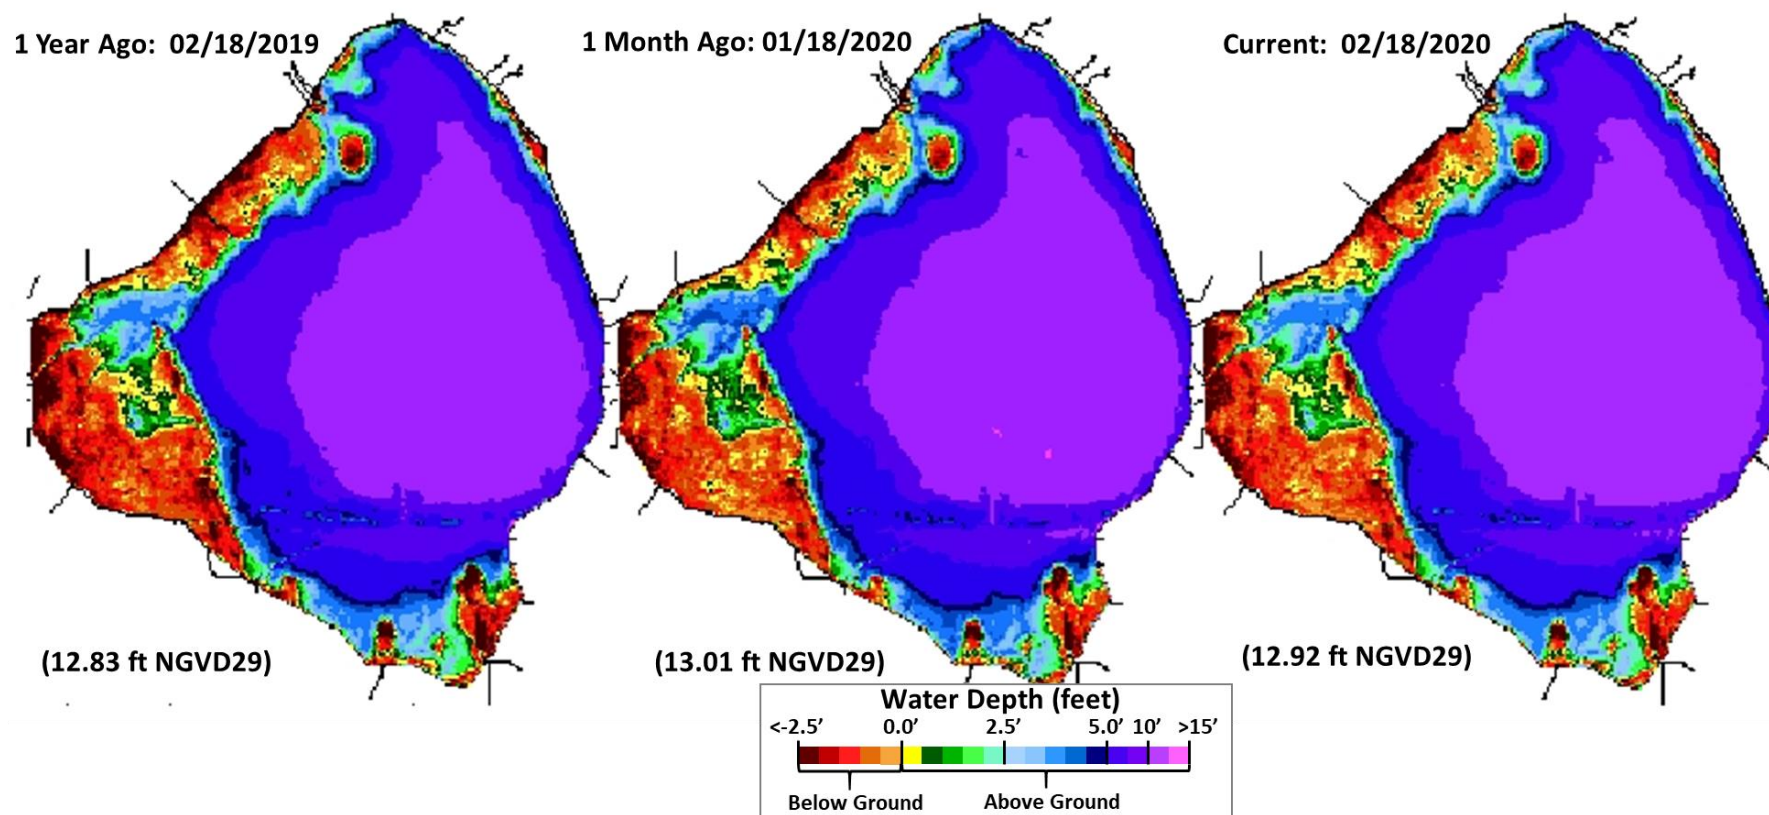 1 Year Ago: 02/18/2019
1 Month Ago: 01/18/2020
Current: 02/18/2020
(12.83 ft NGVD29)
(13.01 ft NGVD29)
(12.92 ft NGVD29)
Water Depth (feet)
<-2.5’ 0.0’ 2.5’ 5.0’ 10’ >15’
Below Ground Above Ground